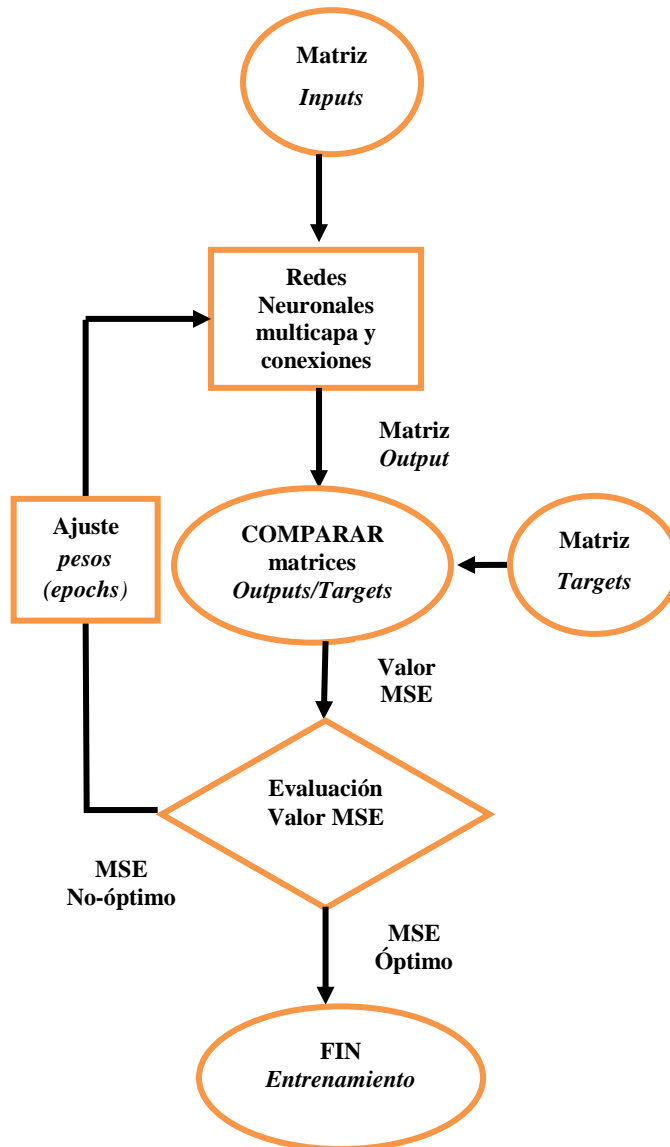 Matriz
Inputs
Redes
Neuronales
multicapa y
conexiones
Matriz
Output
Ajuste
pesos
(epochs)
COMPARAR
matrices
Outputs/Targets
Matriz
Targets
Valor
MSE
Evaluación
Valor MSE
MSE
No-óptimo
MSE
Óptimo
FIN
Entrenamiento